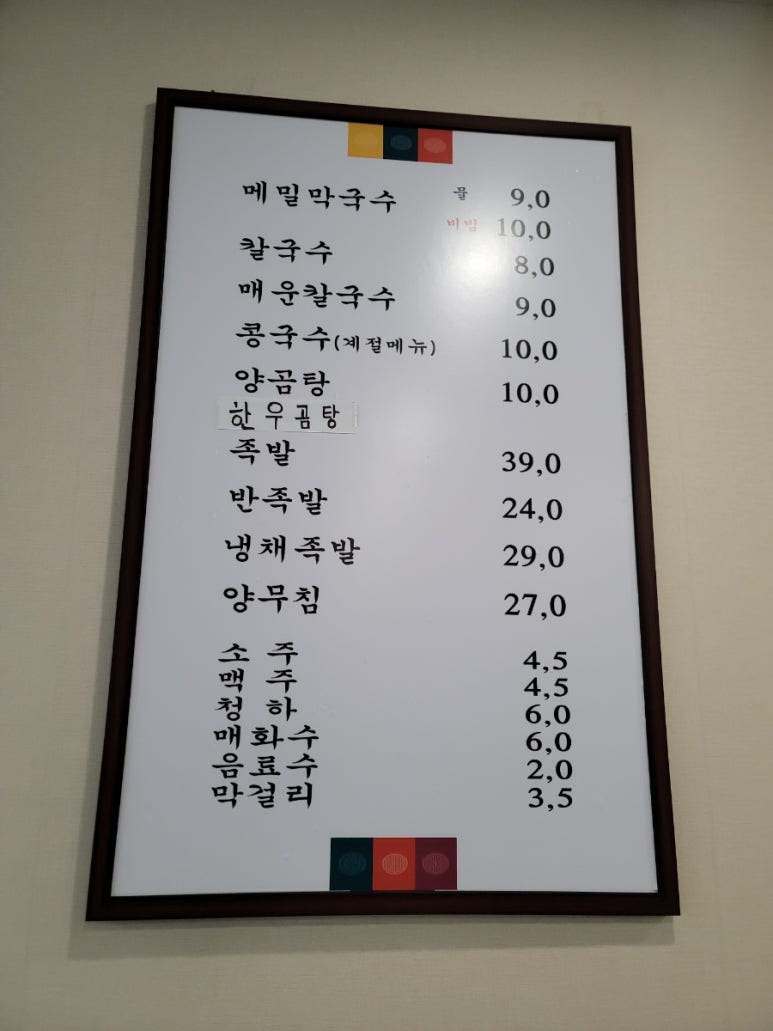 메밀막국수 물 9,0
비빔 10,0
칼국수 8,0
매운칼국수 9,0
콩국수(계절메뉴) 10,0
양곰탕 10,0
한우곰탕
족발 39,0
반족발 24,0
냉채족발 29,0
양무침 27,0
소 주 4,5
맥 주 4,5
청 하 6,0
매화수 6,0
음료수 2,0
막걸리 3,5